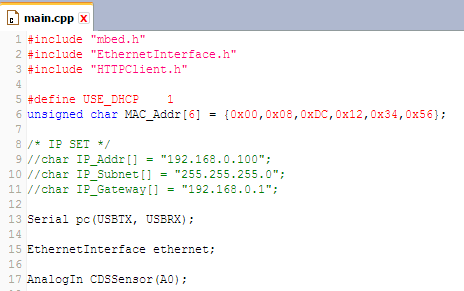 main.cpp x
1 #include "mbed.h"
2 #include "EthernetInterface.h"
3 #include "HTTPClient.h"
4
5 #define USE_DHCP    1
6 unsigned char MAC_Addr[6] = {0x00,0x08,0xDC,0x12,0x34,0x56};
7
8 /* IP SET */
9 //char IP_Addr[] = "192.168.0.100";
10 //char IP_Subnet[] = "255.255.255.0";
11 //char IP_Gateway[] = "192.168.0.1";
12
13 Serial pc(USBTX, USBRX);
14
15 EthernetInterface ethernet;
16
17 AnalogIn CDSSensor(A0);